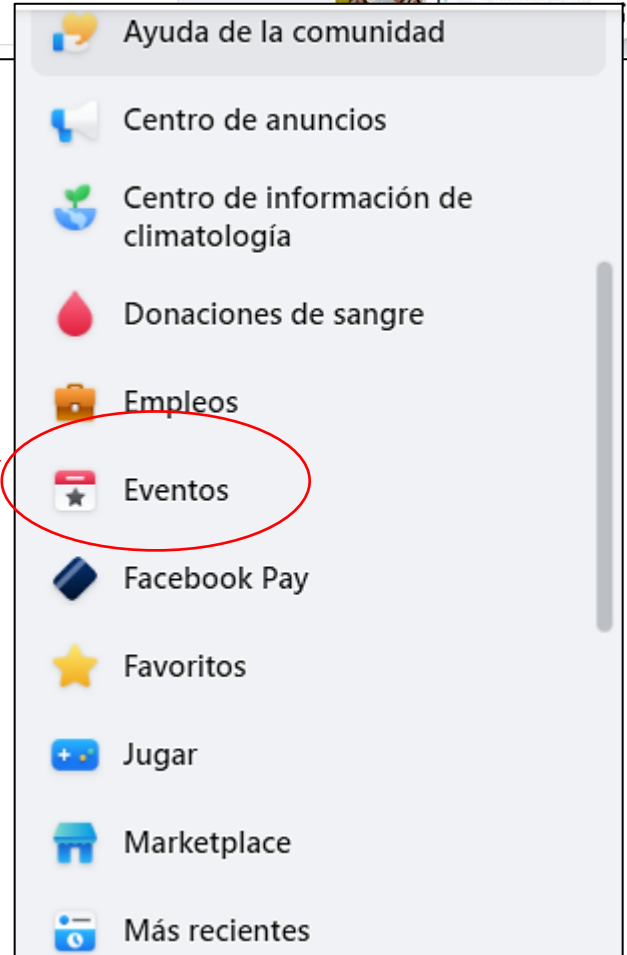 Ayuda de la comunidad
Centro de anuncios
Centro de información de
climatología
Donaciones de sangre
Empleos
Eventos
Facebook Pay
Favoritos
Jugar
Marketplace
Más recientes